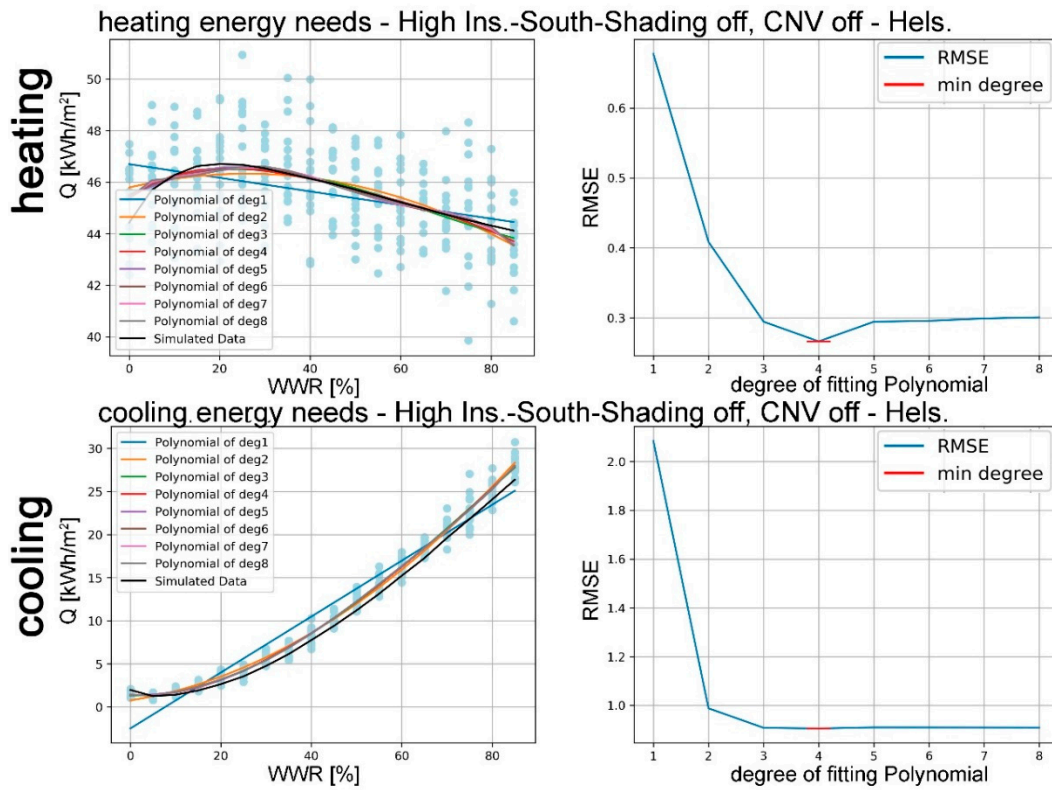 heating energy needs - High Ins.-South-Shading off, CNV off - Hels.
heating
Q [kWh/m²]
50
48
46
44
42
40
Polynomial of deg1
Polynomial of deg2
Polynomial of deg3
Polynomial of deg4
Polynomial of deg5
Polynomial of deg6
Polynomial of deg7
Polynomial of deg8
Simulated Data
0 20 40 60 80
WWR [%]
RMSE
min degree
RMSE
0.6
0.5
0.4
0.3
1 2 3 4 5 6 7 8
degree of fitting Polynomial
cooling energy needs - High Ins.-South-Shading off, CNV off - Hels.
cooling
Q [kWh/m²]
30
25
20
15
10
5
0
Polynomial of deg1
Polynomial of deg2
Polynomial of deg3
Polynomial of deg4
Polynomial of deg5
Polynomial of deg6
Polynomial of deg7
Polynomial of deg8
Simulated Data
0 20 40 60 80
WWR [%]
RMSE
min degree
RMSE
2.0
1.8
1.6
1.4
1.2
1.0
1 2 3 4 5 6 7 8
degree of fitting Polynomial